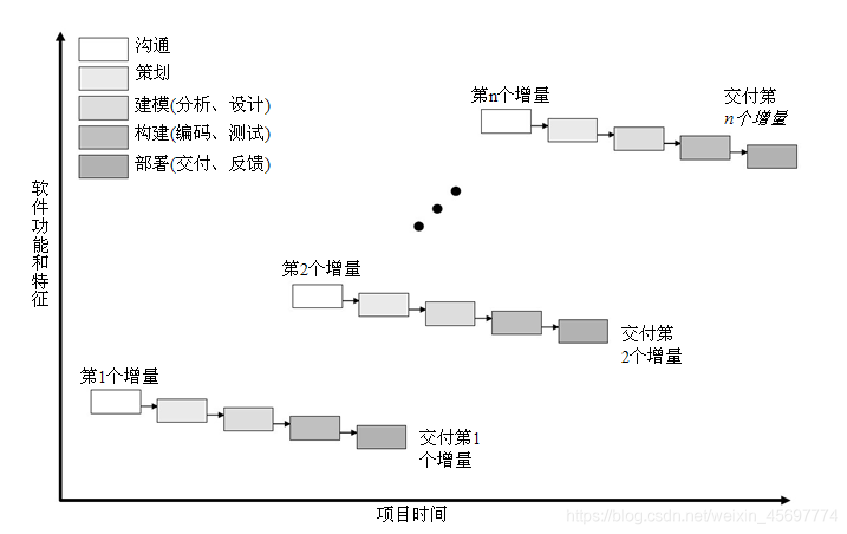 沟通
策划
建模(分析、设计)
构建(编码、测试)
部署(交付、反馈)
第n个增量
交付第
n个增量
软件功能和特征
第2个增量
交付第
2个增量
第1个增量
交付第1
个增量
项目时间
https://blog.csdn.net/weixin_45697774